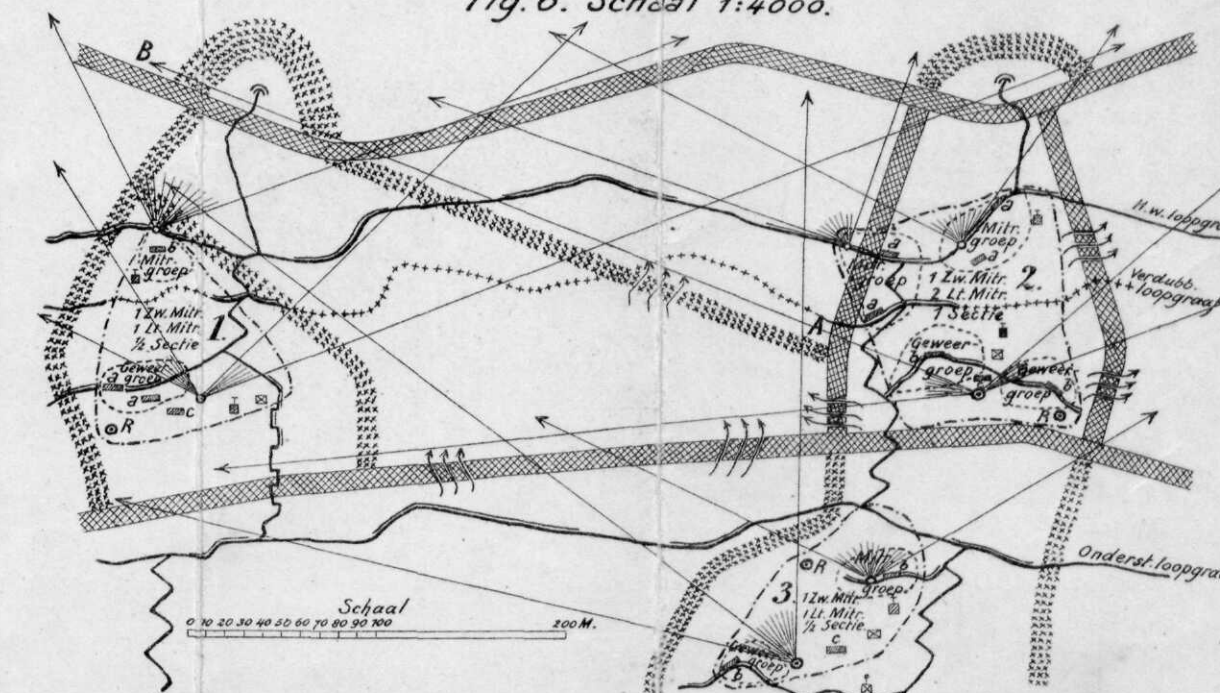 Fig. 6. Schaal 1:4000.
B
H.w. loopgra
a
Mitr.
groep
a
a
groep
1 Zw. Mitr.
2 Lt. Mitr.
1 Sectie
2.
a
Verdubb.
loopgraaf
b
Mitr.
groep
1 Zw. Mitr.
1 Lt. Mitr.
½ Sectie
1.
A
Geweer
groep
a
a
c
R
Geweer
b
groep
Geweer
b
groep
R
Onderst. loopgra
R
Mitr.
b
groep.
3.
1 Zw. Mitr.
1 Lt. Mitr.
½ Sectie.
c
Geweer
groep
b
Schaal
0 10 20 30 40 50 60 70 80 90 100 200 M.